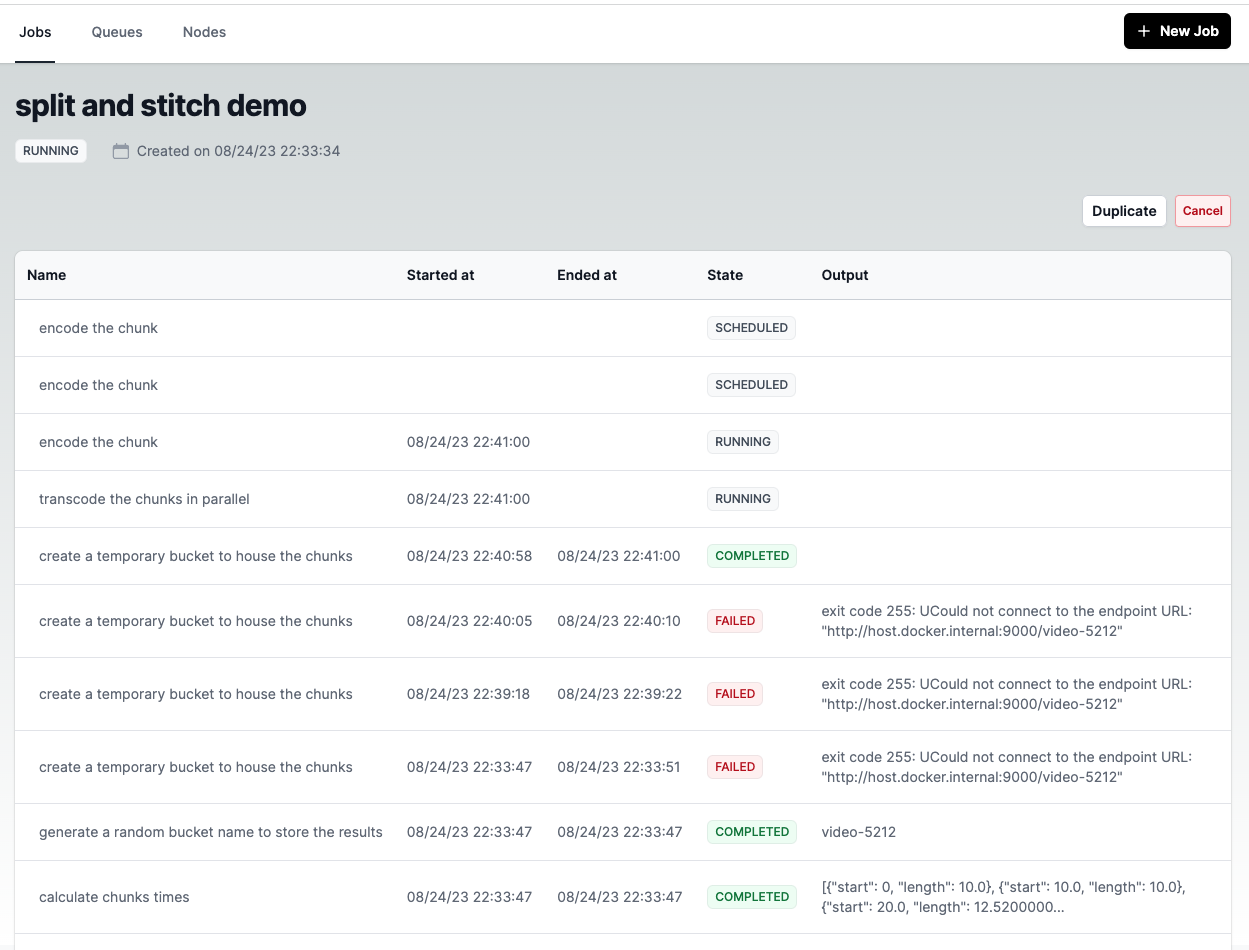 Jobs Queues Nodes + New Job
split and stitch demo
RUNNING Created on 08/24/23 22:33:34
Duplicate Cancel
Name Started at Ended at State Output
encode the chunk SCHEDULED
encode the chunk SCHEDULED
encode the chunk 08/24/23 22:41:00 RUNNING
transcode the chunks in parallel 08/24/23 22:41:00 RUNNING
create a temporary bucket to house the chunks 08/24/23 22:40:58 08/24/23 22:41:00 COMPLETED
create a temporary bucket to house the chunks 08/24/23 22:40:05 08/24/23 22:40:10 FAILED exit code 255: UCould not connect to the endpoint URL:
"http://host.docker.internal:9000/video-5212"
create a temporary bucket to house the chunks 08/24/23 22:39:18 08/24/23 22:39:22 FAILED exit code 255: UCould not connect to the endpoint URL:
"http://host.docker.internal:9000/video-5212"
create a temporary bucket to house the chunks 08/24/23 22:33:47 08/24/23 22:33:51 FAILED exit code 255: UCould not connect to the endpoint URL:
"http://host.docker.internal:9000/video-5212"
generate a random bucket name to store the results 08/24/23 22:33:47 08/24/23 22:33:47 COMPLETED video-5212
calculate chunks times 08/24/23 22:33:47 08/24/23 22:33:47 COMPLETED [{"start": 0, "length": 10.0}, {"start": 10.0, "length": 10.0},
{"start": 20.0, "length": 12.5200000...